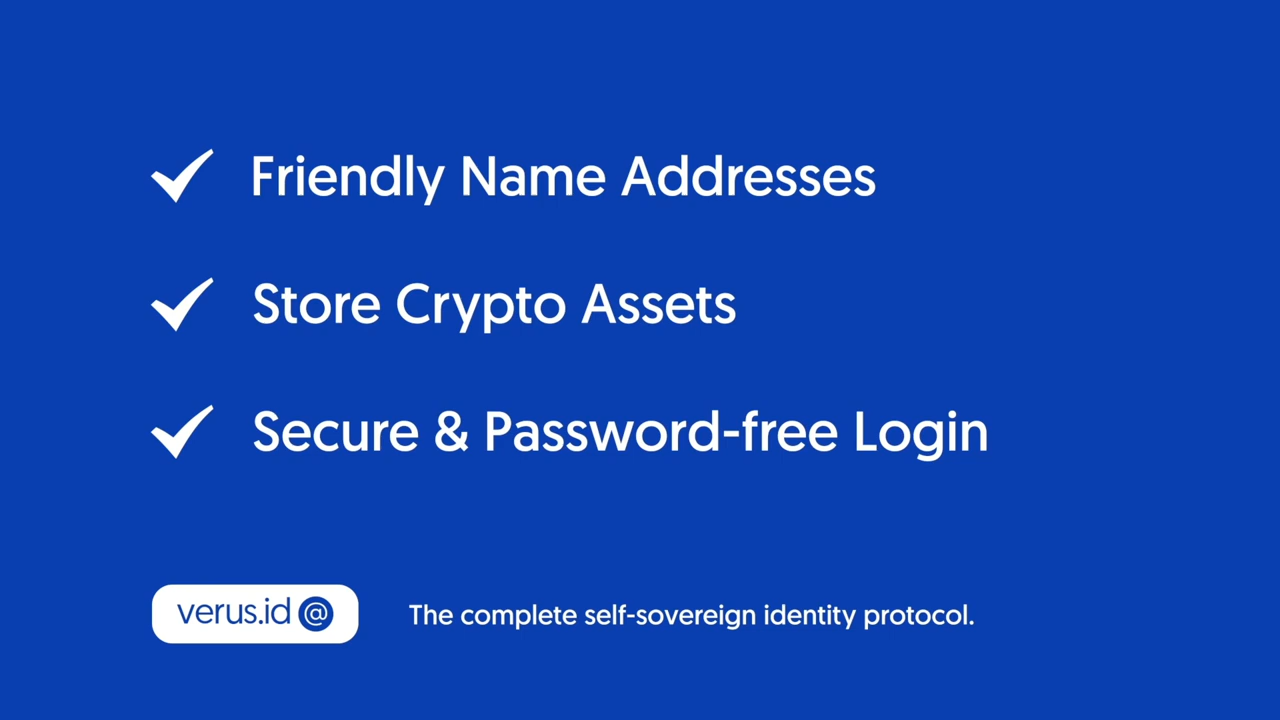 Friendly Name Addresses
Store Crypto Assets
Secure & Password-free Login
verus.id @ The complete self-sovereign identity protocol.